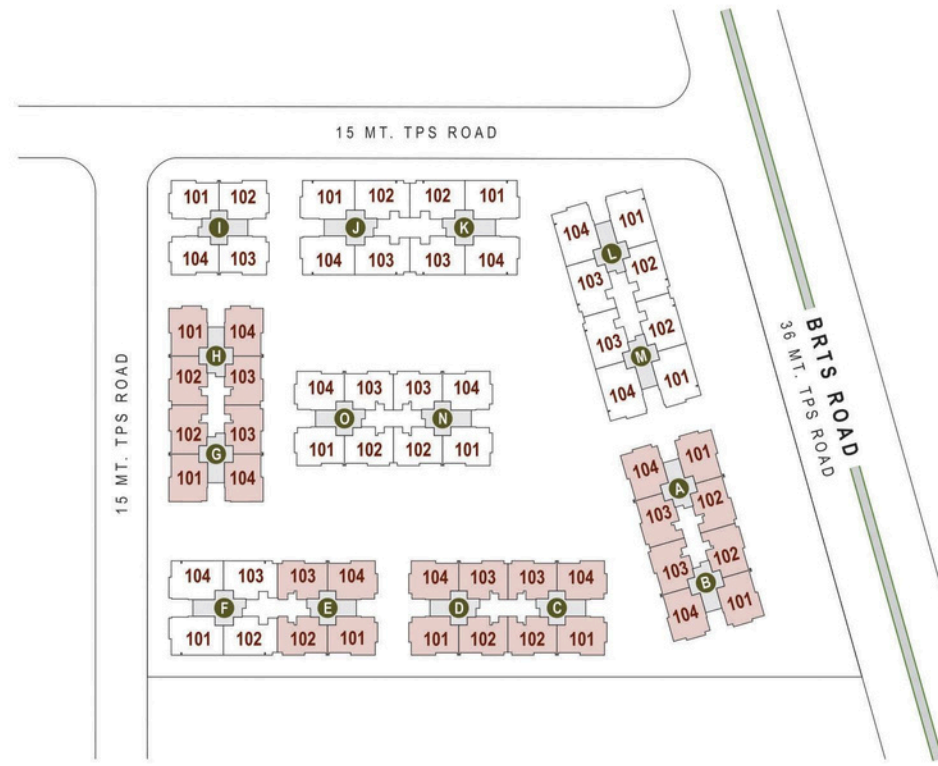 15 MT. TPS ROAD
101 102 101 102 102 101
I J K
104 103 104 103 103 104
104 101
L
103 102
103 102
M
104 101
BRTS ROAD
36 MT. TPS ROAD
15 MT. TPS ROAD
101 104
H
102 103
102 103
G
101 104
104 103 103 104
O N
101 102 102 101
104 101
A
103 102
103 102
B
104 101
104 103 103 104 104 103 103 104
F E D C
101 102 102 101 101 102 102 101